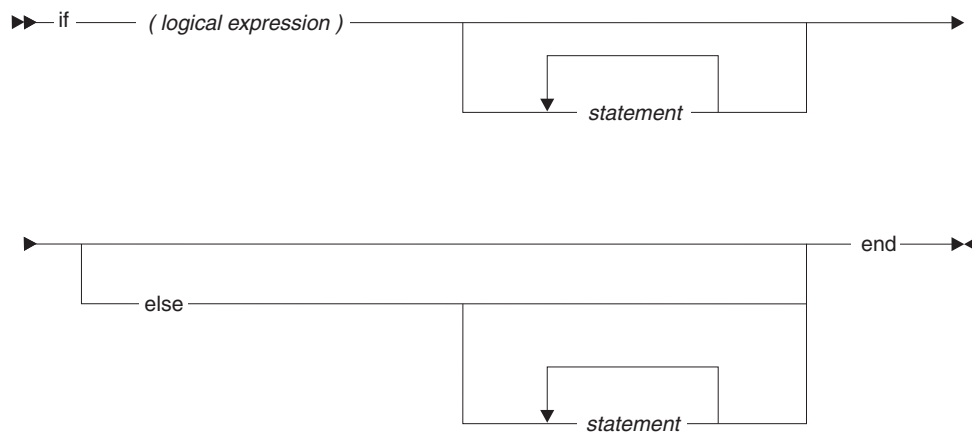 if ( logical expression )
statement
end
else
statement